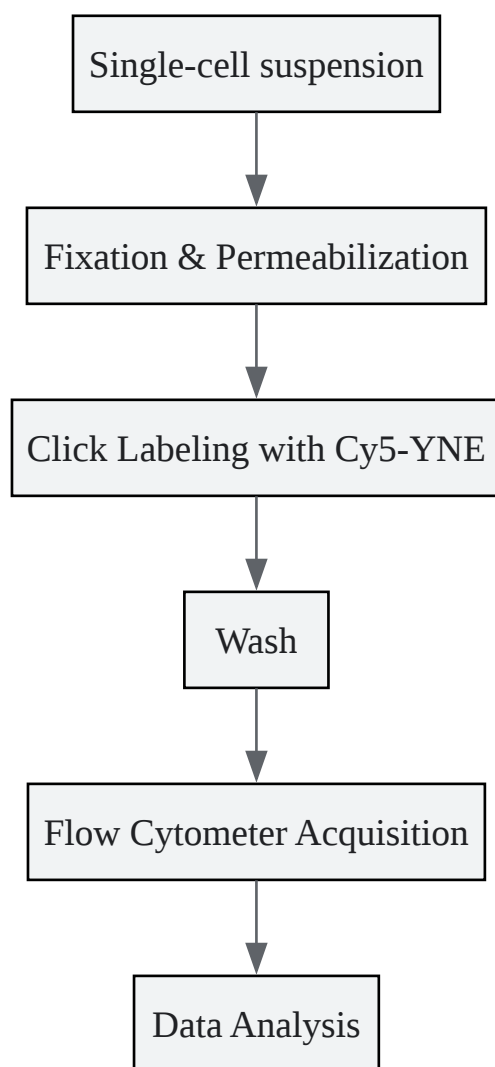 Single-cell suspension
Fixation & Permeabilization
Click Labeling with Cy5-YNE
Wash
Flow Cytometer Acquisition
Data Analysis